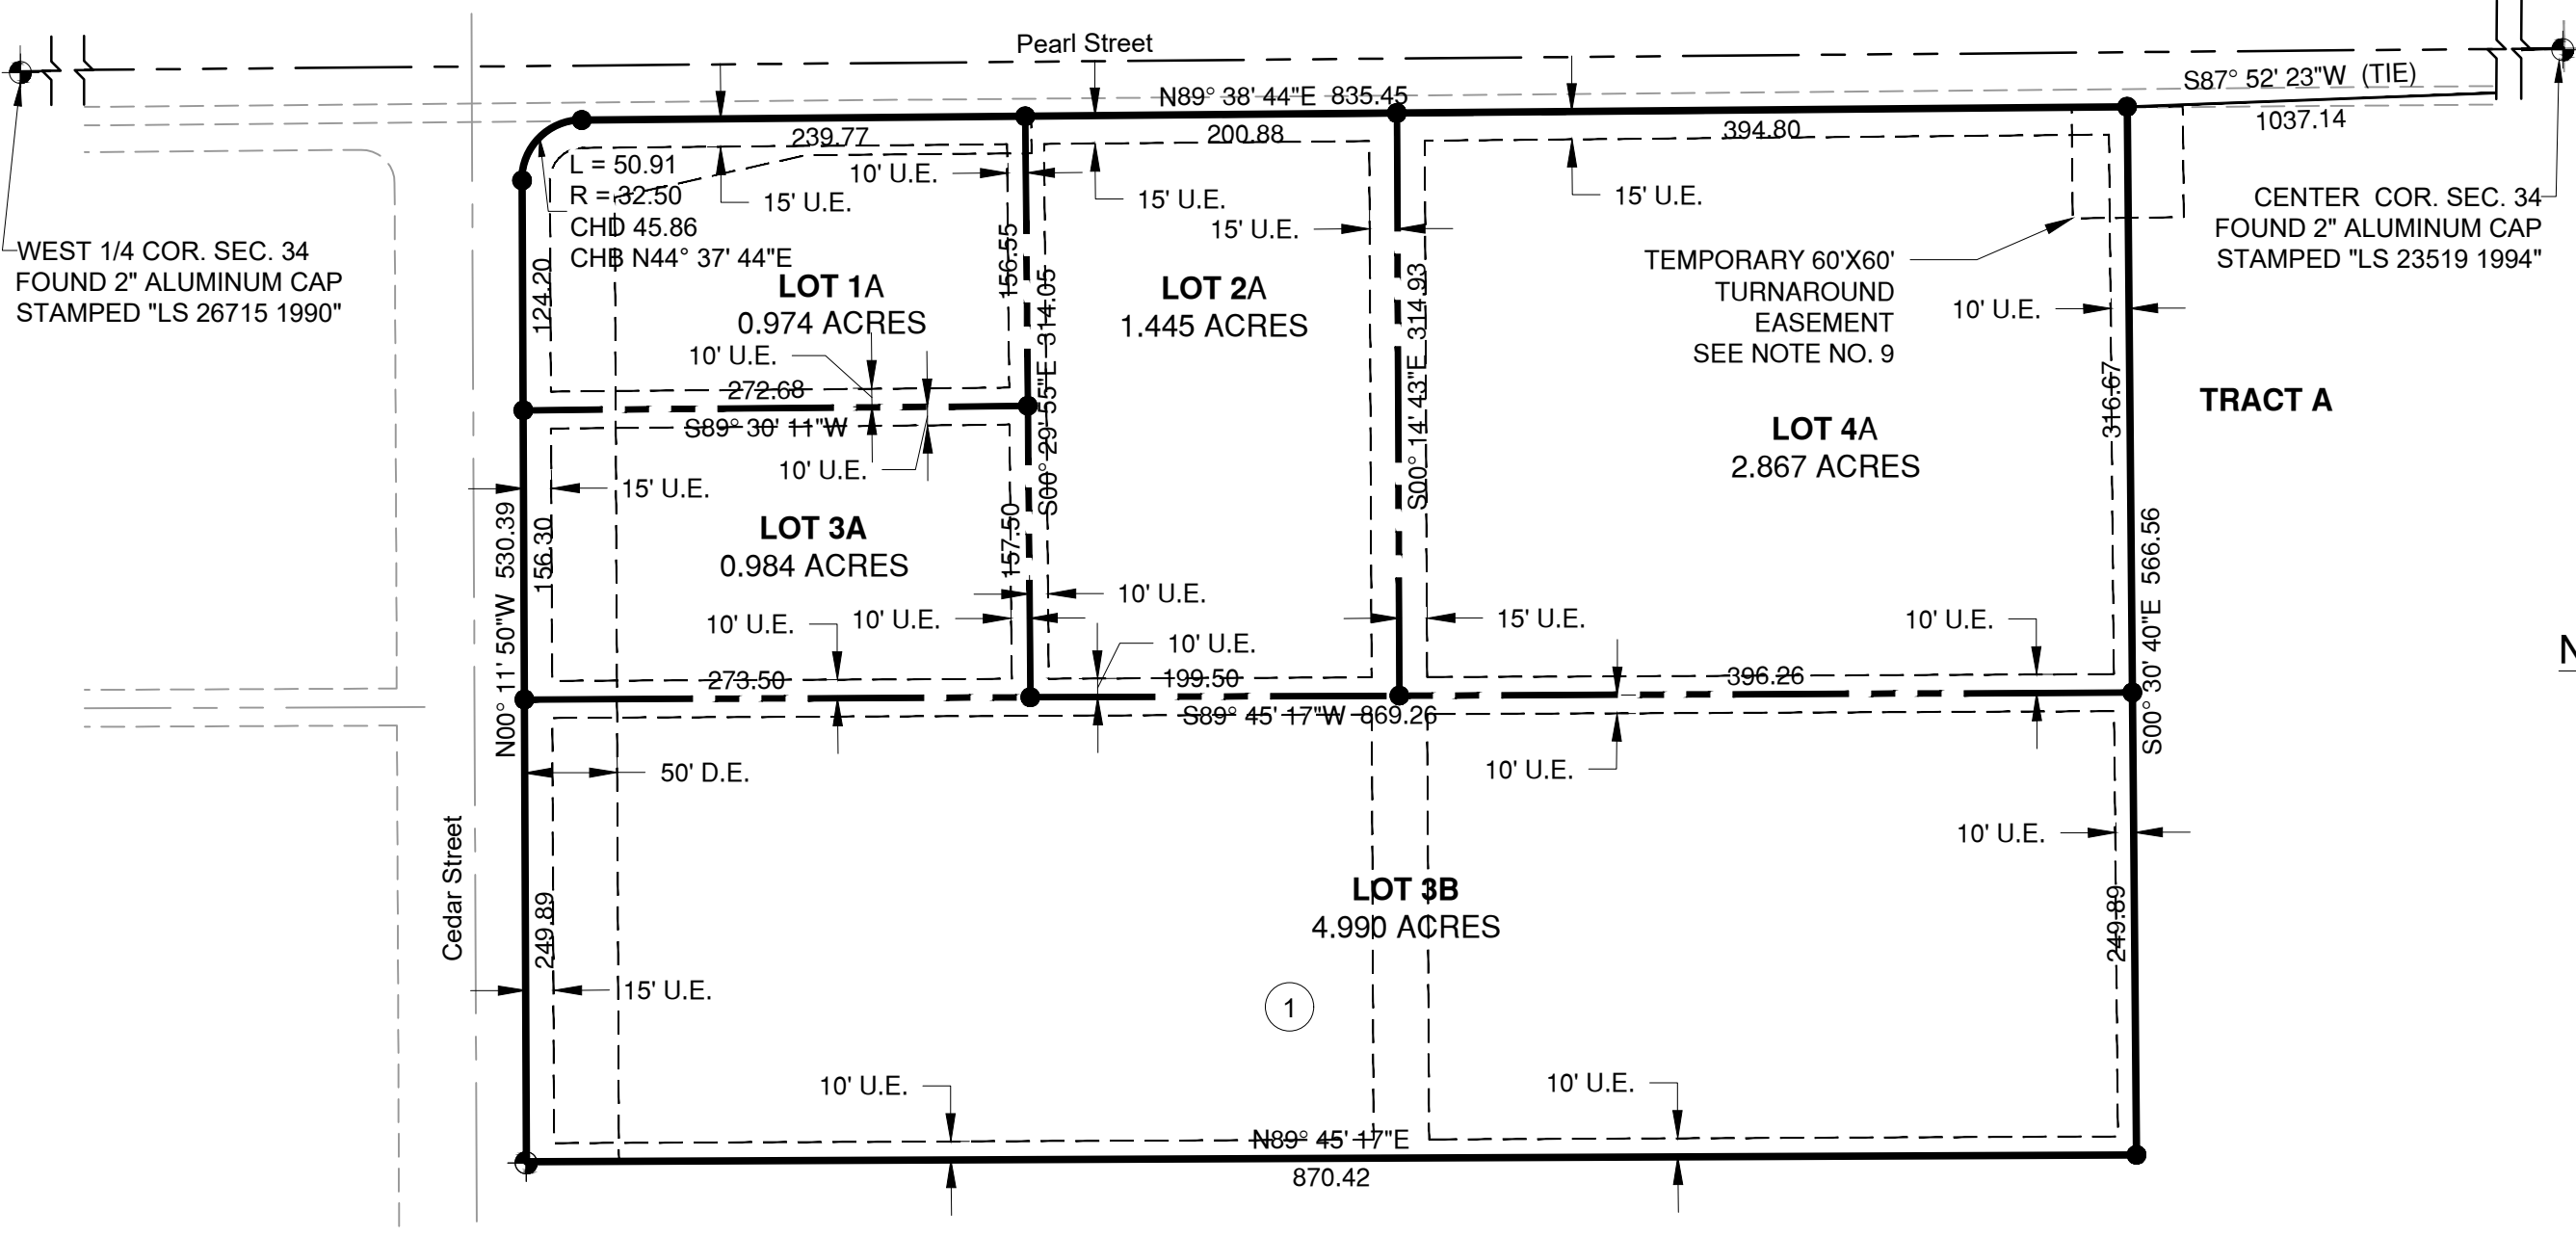 Pearl Street
S87° 52' 23"W (TIE)
1037.14
N89° 38' 44"E 835.45
239.77
200.88
394.80
L = 50.91
R = 32.50
CHD 45.86
CHB N44° 37' 44"E
10' U.E.
15' U.E.
15' U.E.
15' U.E.
15' U.E.
WEST 1/4 COR. SEC. 34
FOUND 2" ALUMINUM CAP
STAMPED "LS 26715 1990"
CENTER COR. SEC. 34
FOUND 2" ALUMINUM CAP
STAMPED "LS 23519 1994"
TEMPORARY 60'X60'
TURNAROUND
EASEMENT
SEE NOTE NO. 9
10' U.E.
124.20
LOT 1A
0.974 ACRES
156.55
S00° 29' 55"E 314.05
LOT 2A
1.445 ACRES
S00° 14' 43"E 314.93
LOT 4A
2.867 ACRES
316.67
TRACT A
10' U.E.
272.68
S89° 30' 11"W
10' U.E.
15' U.E.
N00° 11' 50"W 530.39
156.30
LOT 3A
0.984 ACRES
157.50
10' U.E.
10' U.E.
10' U.E.
10' U.E.
15' U.E.
10' U.E.
S00° 30' 40"E 566.56
273.50
199.50
396.26
S89° 45' 17"W 869.26
50' D.E.
10' U.E.
10' U.E.
Cedar Street
249.89
LOT 3B
4.990 ACRES
249.89
15' U.E.
1
10' U.E.
10' U.E.
N89° 45' 17"E
870.42
N